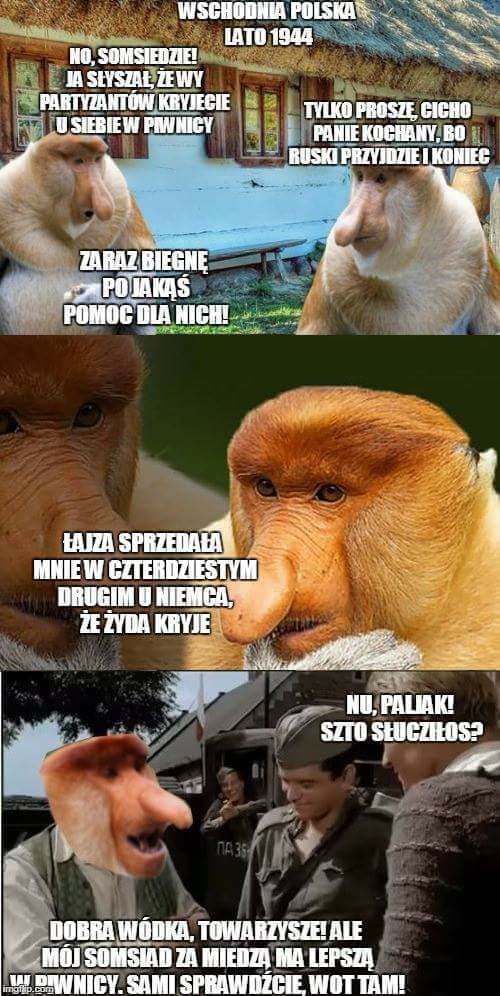 WSCHODNIA POLSKA
LATO 1944
NO, SOMSIEDZIE!
JA SŁYSZAŁ, ŻE WY
PARTYZANTÓW KRYJECIE
U SIEBIE W PIWNICY
TYLKO PROSZĘ, CICHO
PANIE KOCHANY, BO
RUSKI PRZYJDZIE I KONIEC
ZARAZ BIEGNĘ
PO JAKĄŚ
POMOC DLA NICH!
ŁAJZA SPRZEDAŁA
MNIE W CZTERDZIESTYM
DRUGIM U NIEMCA,
ŻE ŻYDA KRYJE
NU, PALIAK!
SZTO SŁUCZIŁOS?
ПА 35
DOBRA WÓDKA, TOWARZYSZE! ALE
MÓJ SOMSIAD ZA MIEDZĄ MA LEPSZĄ
W PIWNICY. SAMI SPRAWDŹCIE, WOT TAM!
imgflip.com